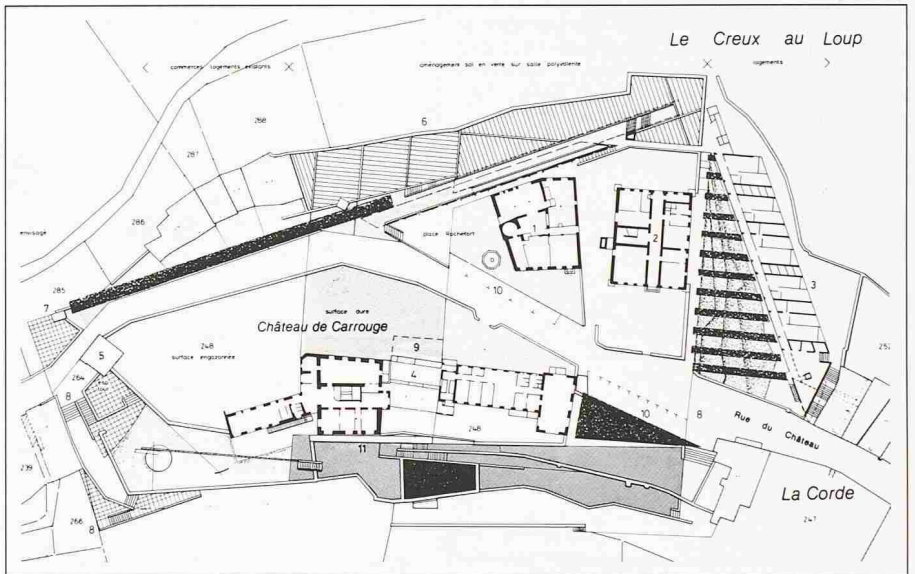 Le Creux au Loup
commerces logements existants
aménagement sol en verre sur salle polyvalente
logements
288
6
287
286
1
2
envisagé
place Rochefort
3
285
7
10
surface dure
Château de Carrouge
248
surface engazonnée
9
252
5
4
264
8
10
8
248
Rue du Château
239
11
La Corde
266
8
247